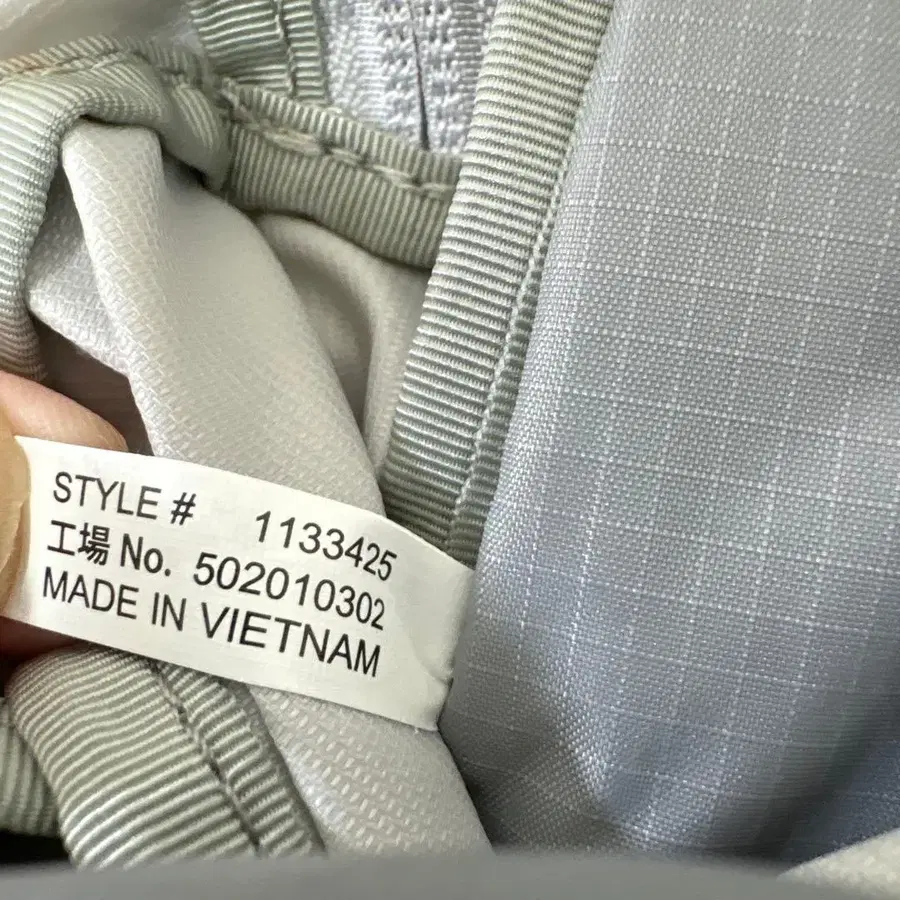 STYLE # 1133425
工場 No. 502010302
MADE IN VIETNAM